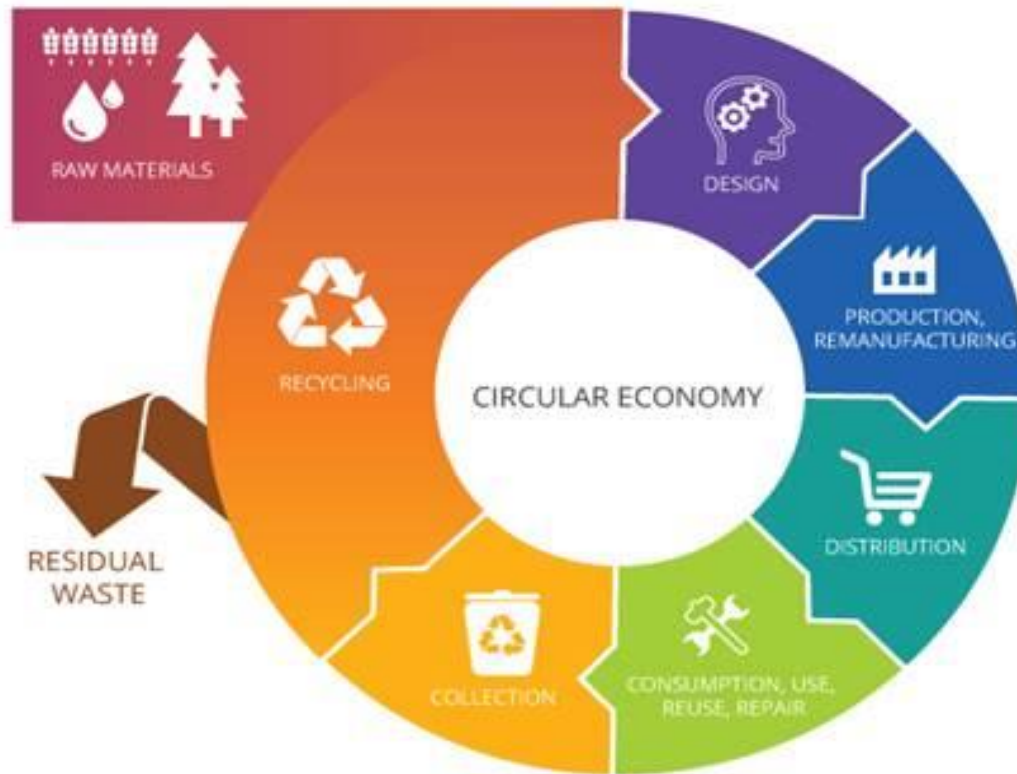 RAW MATERIALS
DESIGN
PRODUCTION,
REMANUFACTURING
RECYCLING
CIRCULAR ECONOMY
DISTRIBUTION
RESIDUAL
WASTE
COLLECTION
CONSUMPTION, USE,
REUSE, REPAIR